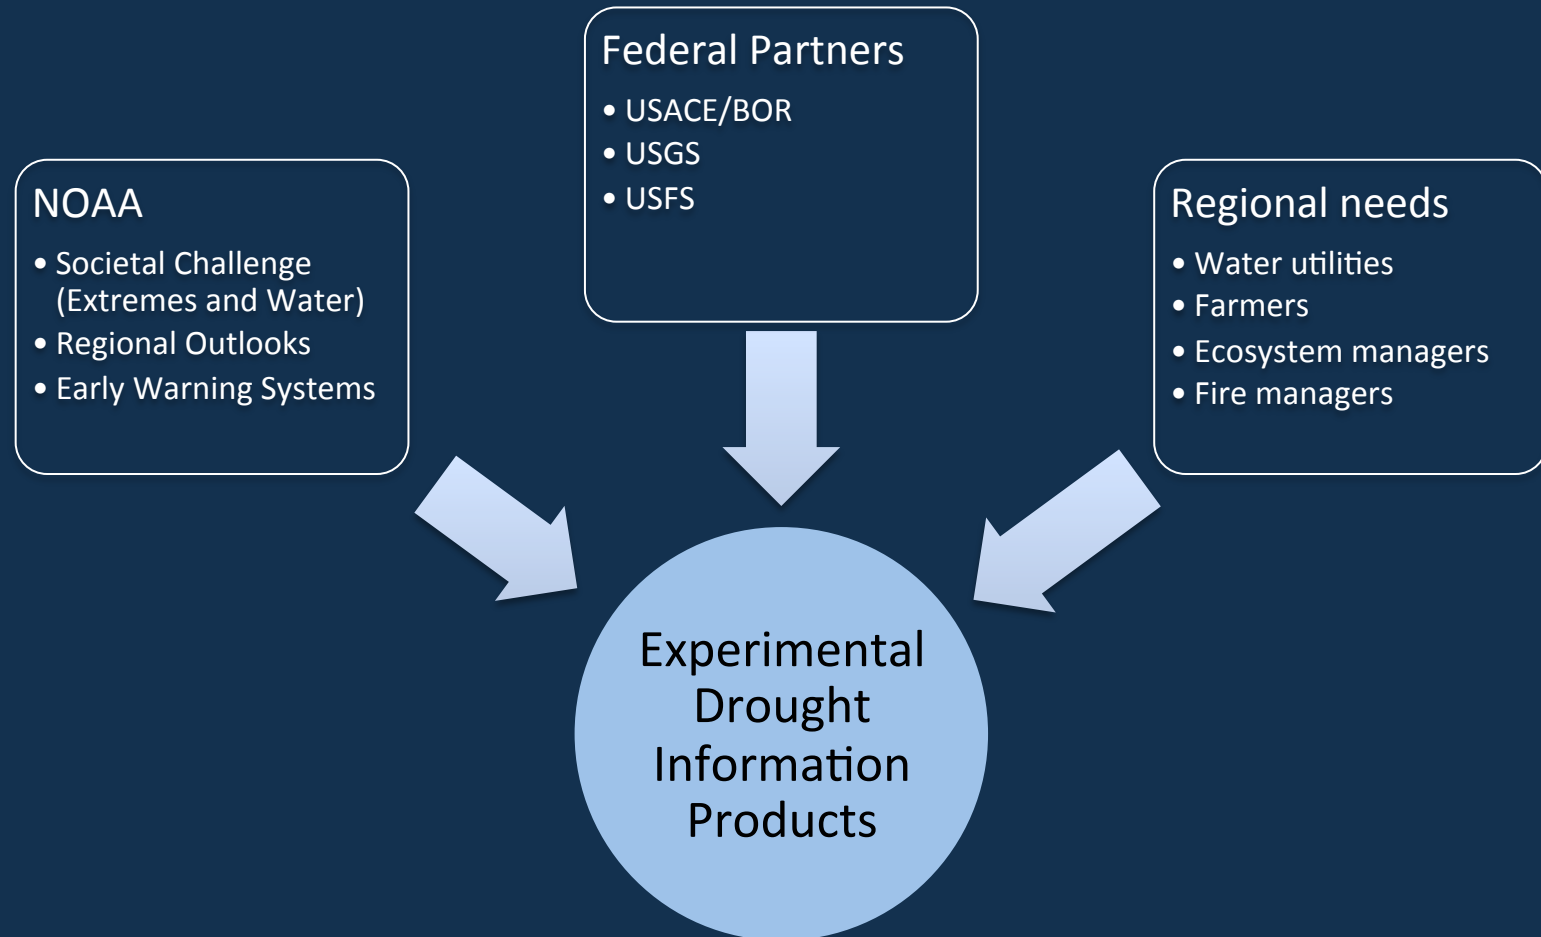 Federal Partners
• USACE/BOR
• USGS
• USFS
NOAA
• Societal Challenge
(Extremes and Water)
• Regional Outlooks
• Early Warning Systems
Regional needs
• Water utilities
• Farmers
• Ecosystem managers
• Fire managers
Experimental
Drought
Information
Products